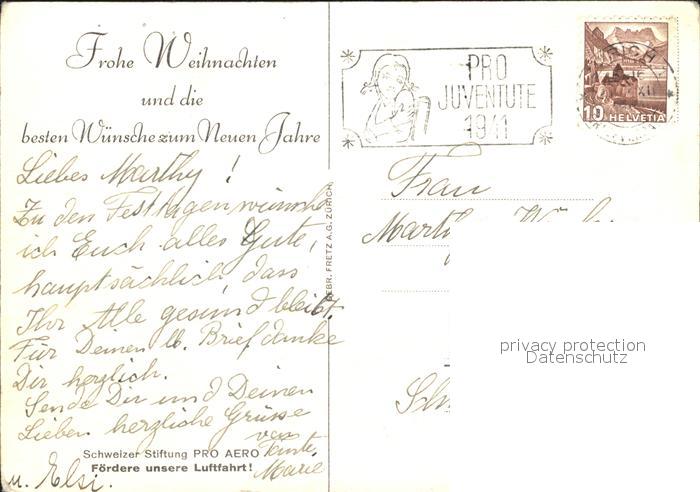 Frohe Weihnachten
und die
besten Wünsche zum Neuen Jahre
Liebes Marthy!
Zu den Festtagen wünsche
ich Euch alles Gute,
hauptsächlich, dass
Ihr Alle gesund bleibt.
Für Deinen lb. Brief danke
Dir herzlich.
Sende Dir und Deinen
Lieben herzliche Grüsse
von
Tante
Marie
u. Elsi.
Schweizer Stiftung PRO AERO
Fördere unsere Luftfahrt!
GEBR. FRETZ A.G. ZÜRICH
PRO
JUVENTUTE
1941
10 HELVETIA
Frau
privacy protection
Datenschutz